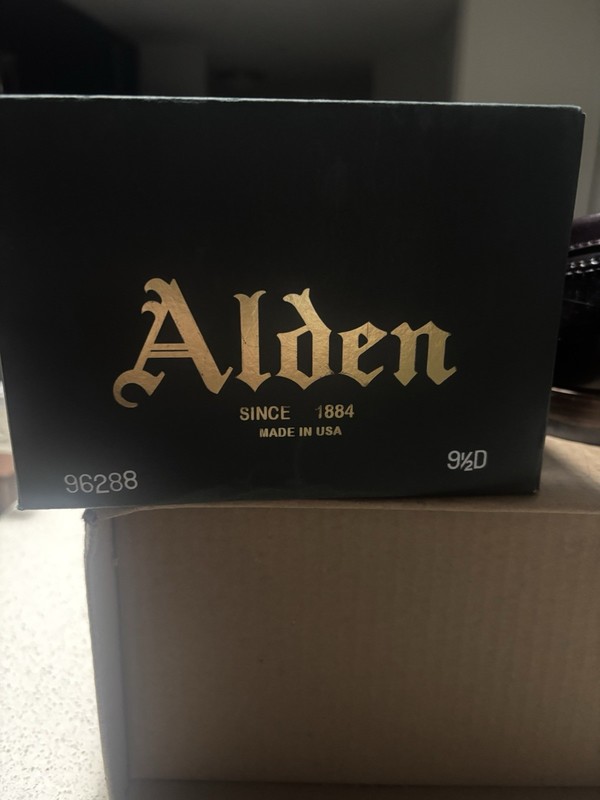 Alden
SINCE 1884
MADE IN USA
96288
9½D